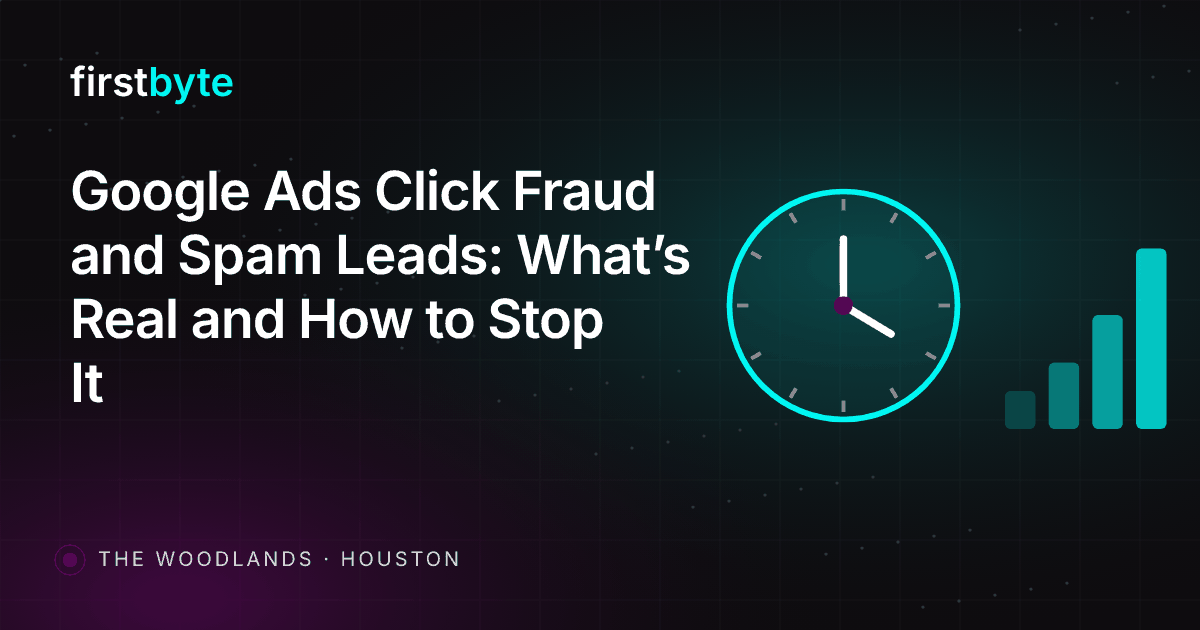 firstbyte
Google Ads Click Fraud
and Spam Leads: What’s
Real and How to Stop
It
THE WOODLANDS · HOUSTON